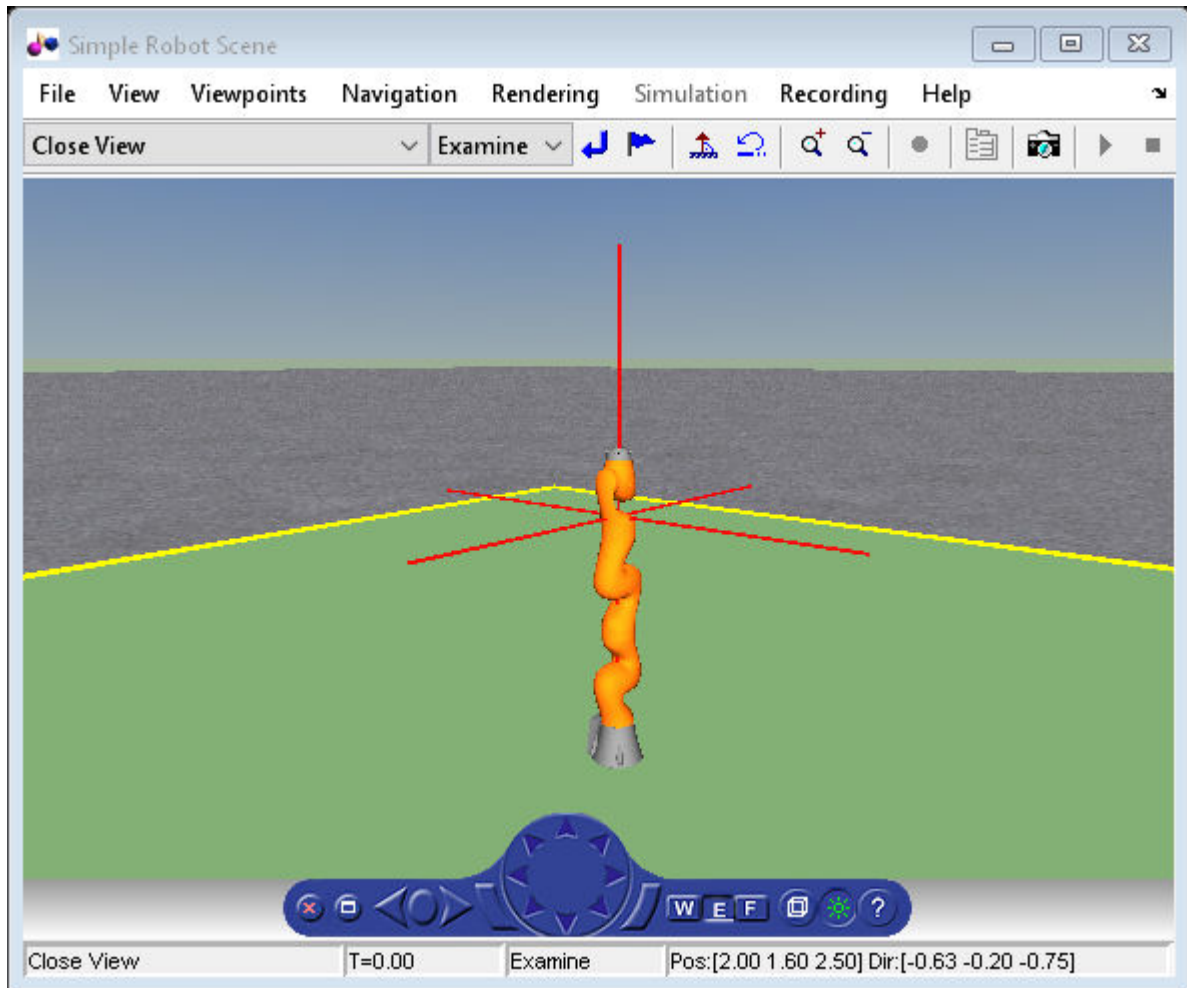 Simple Robot Scene
File View Viewpoints Navigation Rendering Simulation Recording Help
Close View Examine
W E F ?
Close View T=0.00 Examine Pos:[2.00 1.60 2.50] Dir:[-0.63 -0.20 -0.75]